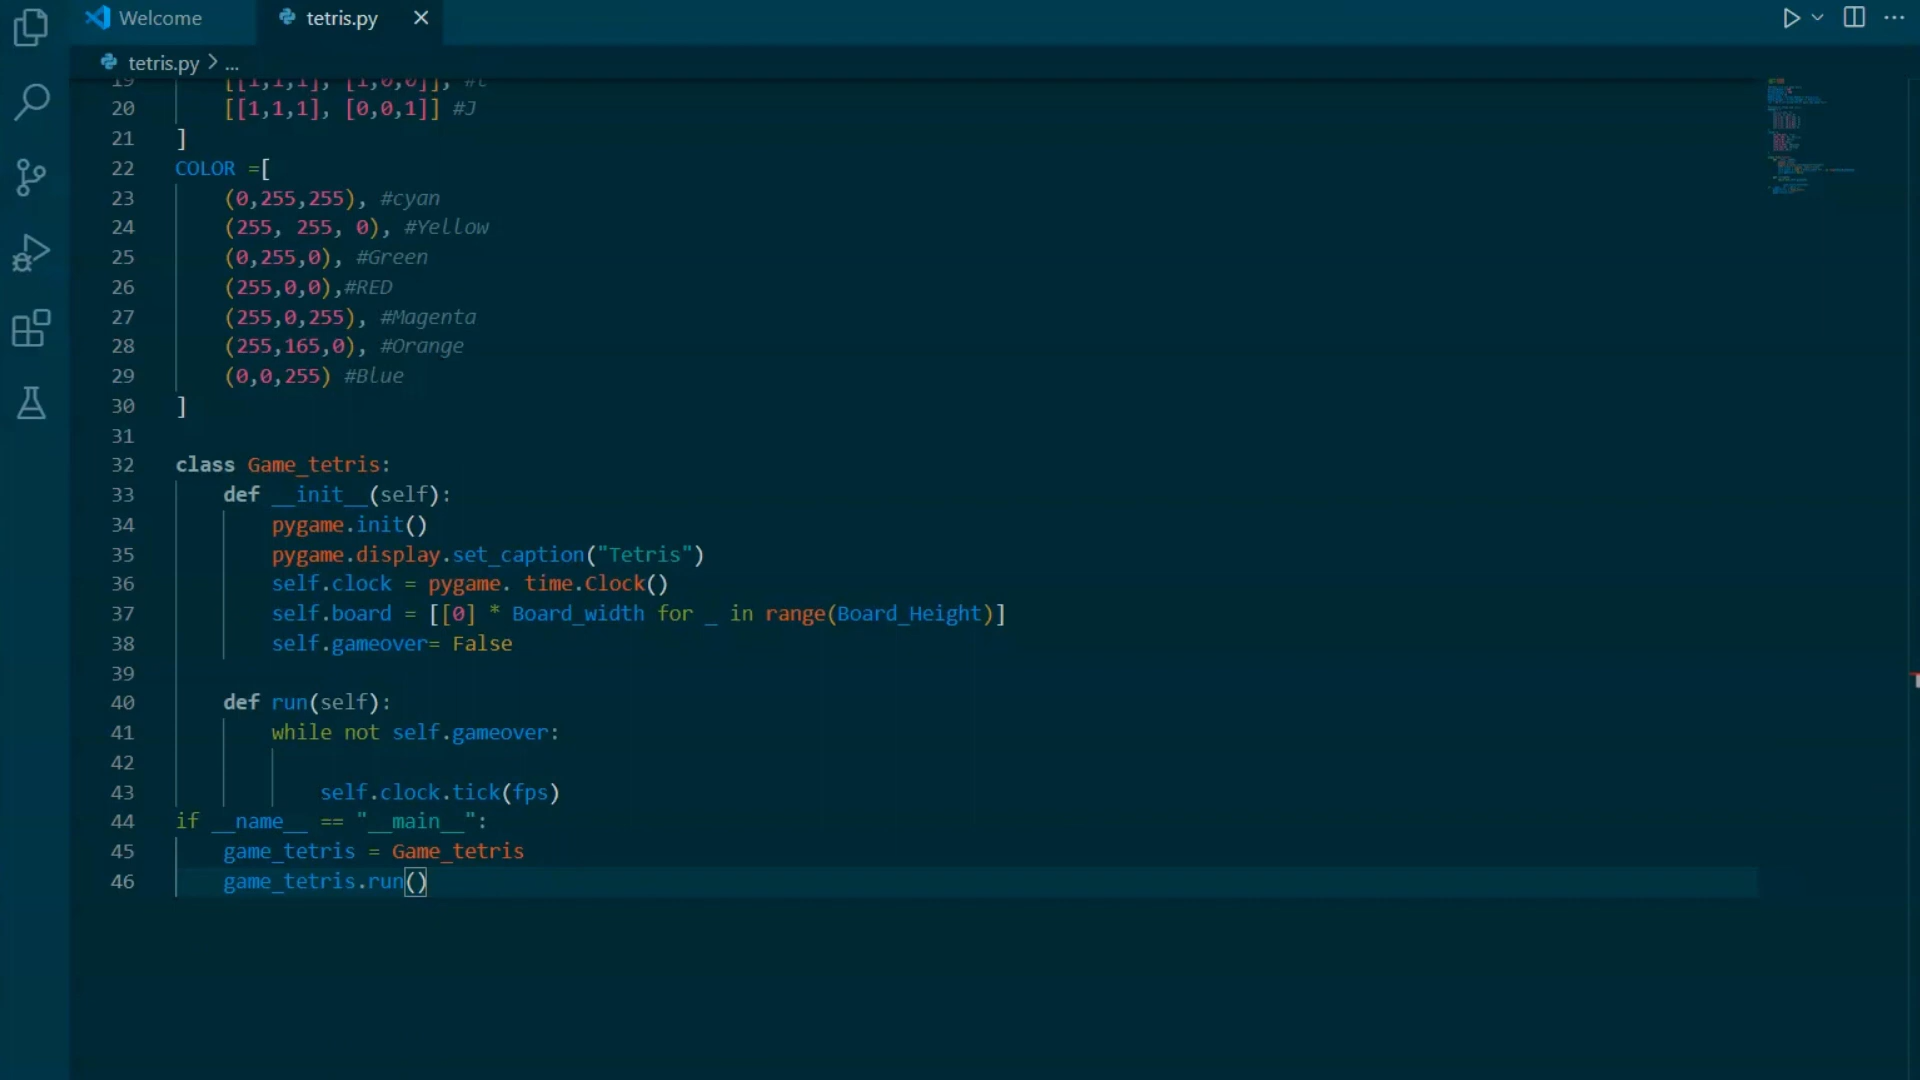 Welcome
tetris.py
tetris.py > ...
19 [[1,1,1], [1,0,0]],
20 [[1,1,1], [0,0,1]] #J
21 ]
22 COLOR =[
23 (0,255,255), #cyan
24 (255, 255, 0), #Yellow
25 (0,255,0), #Green
26 (255,0,0),#RED
27 (255,0,255), #Magenta
28 (255,165,0), #Orange
29 (0,0,255) #Blue
30 ]
31
32 class Game_tetris:
33 def __init__(self):
34 pygame.init()
35 pygame.display.set_caption("Tetris")
36 self.clock = pygame. time.Clock()
37 self.board = [[0] * Board_width for _ in range(Board_Height)]
38 self.gameover= False
39
40 def run(self):
41 while not self.gameover:
42
43 self.clock.tick(fps)
44 if __name__ == "__main__":
45 game_tetris = Game_tetris
46 game_tetris.run()